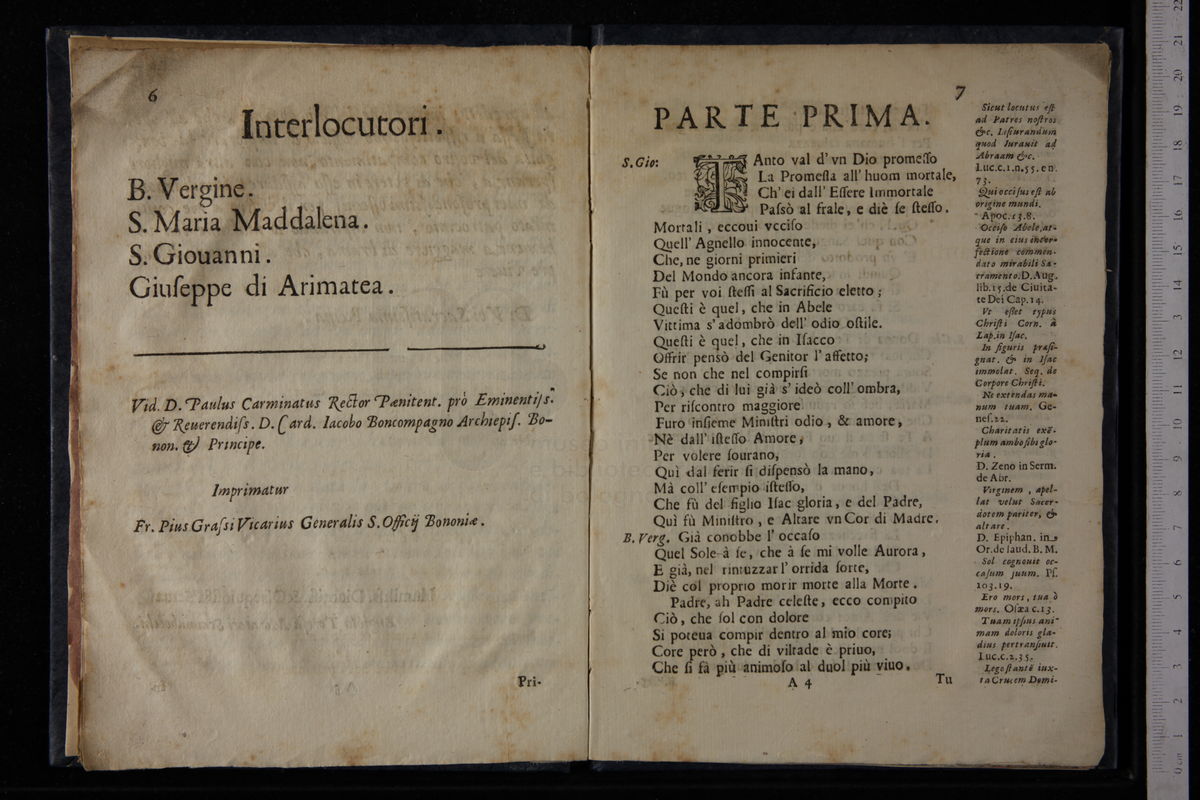 6
Interlocutori.
B. Vergine.
S. Maria Maddalena.
S. Giouanni.
Giuſeppe di Arimatea.
Vid. D. Paulus Carminatus Rector Pænitent. prò Eminentiſs.
& Reuerendiſs. D. Card. Iacobo Boncompagno Archiepiſ. Bo-
non. & Principe.
Imprimatur
Fr. Pius Graſsi Vicarius Generalis S. Officij Bononiæ.
Pri-
7
PARTE PRIMA.
S. Gio: TAnto val d' vn Dio promeſſo
La Promeſſa all' huom mortale,
Ch' ei dall' Eſſere Immortale
Paſsò al frale, e diè ſe ſteſſo.
Mortali, eccoui vcciſo
Quell' Agnello innocente,
Che, ne giorni primieri
Del Mondo ancora infante,
Fù per voi ſteſſi al Sacrificio eletto;
Queſti è quel, che in Abele
Vittima s' adombrò dell' odio oſtile.
Queſti è quel, che in Iſacco
Offrir pensò del Genitor l' affetto;
Se non che nel compirſi
Ciò, che di lui già s' ideò coll' ombra,
Per riſcontro maggiore
Furo inſieme Miniſtri odio, & amore,
Nè dall' iſteſſo Amore,
Per volere ſourano,
Quì dal ferir ſi diſpensò la mano,
Mà coll' eſempio iſteſſo,
Che fù del figlio Iſac gloria, e del Padre,
Quì fù Miniſtro, e Altare vn Cor di Madre.
B. Verg. Già conobbe l' occaſo
Quel Sole à ſe, che à ſe mi volle Aurora,
E già, nel rintuzzar l' orrida ſorte,
Diè col proprio morir morte alla Morte.
Padre, ah Padre celeſte, ecco compito
Ciò, che ſol con dolore
Si poteua compir dentro al mio core;
Core però, che di viltade è priuo,
Che ſi fà più animoſo al duol più viuo.
A 4
Tu
Sicut locutus eſt
ad Patres noſtros
&c. Iuſiurandum
quod Iurauit ad
Abraam &c.
Luc.c.1.n.55. e n.
73.
Qui occiſus eſt ab
origine mundi.
Apoc.13.8.
Occiſo Abele, at-
que in eius imper-
fectione commen-
dato mirabili Sa-
cramento. D. Aug.
lib.15. de Ciuita-
te Dei Cap.14.
Vt eſſet typus
Chriſti Corn. à
Lap. in Iſac.
In figuris præſi-
gnat. & in Iſac
immolat. Seq. de
Corpore Chriſti.
Ne extendas ma-
num tuam. Ge-
neſ.22.
Charitatis exē-
plum ambo ſibi glo-
ria.
D. Zeno in Serm.
de Abr.
Virginem, apel-
lat velut Sacer-
dotem pariter, &
altare.
D. Epiphan. in
Or. de laud. B. M.
Sol cognouit oc-
caſum ſuum. Pſ.
103.19.
Ero mors, tua ò
mors. Oſæa c.13.
Tuam ipſius ani-
mam doloris gla-
dius pertranſiuit.
Luc.c.2.35.
Lego ſtantē iux-
ta Crucem Domi-